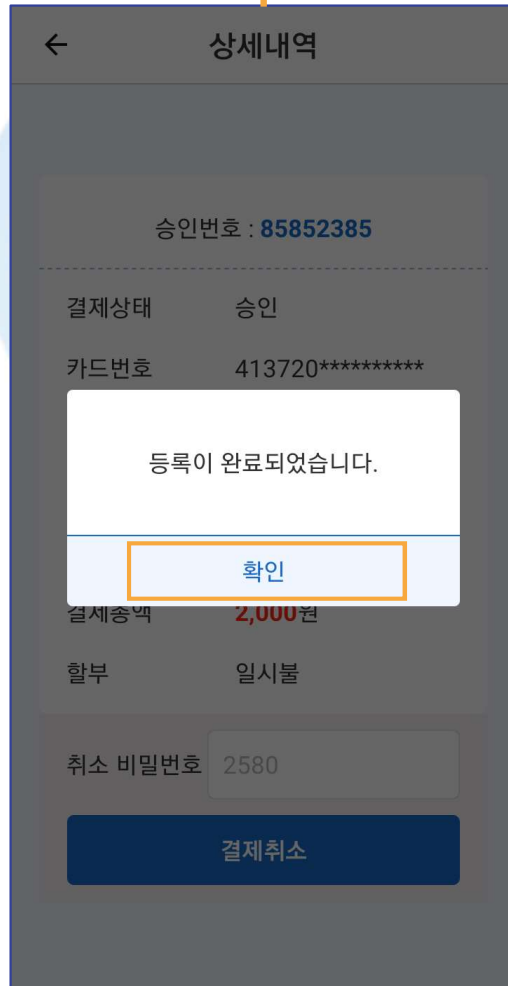 상세내역
승인번호 : 85852385
결제상태 승인
카드번호 413720**********
등록이 완료되었습니다.
확인
결제총액 2,000원
할부 일시불
취소 비밀번호 2580
결제취소